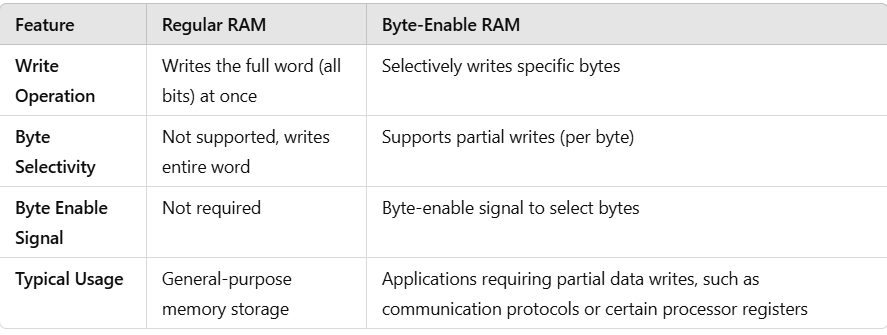 Feature Regular RAM Byte-Enable RAM
Write Operation Writes the full word (all bits) at once Selectively writes specific bytes
Byte Selectivity Not supported, writes entire word Supports partial writes (per byte)
Byte Enable Signal Not required Byte-enable signal to select bytes
Typical Usage General-purpose memory storage Applications requiring partial data writes, such as communication protocols or certain processor registers